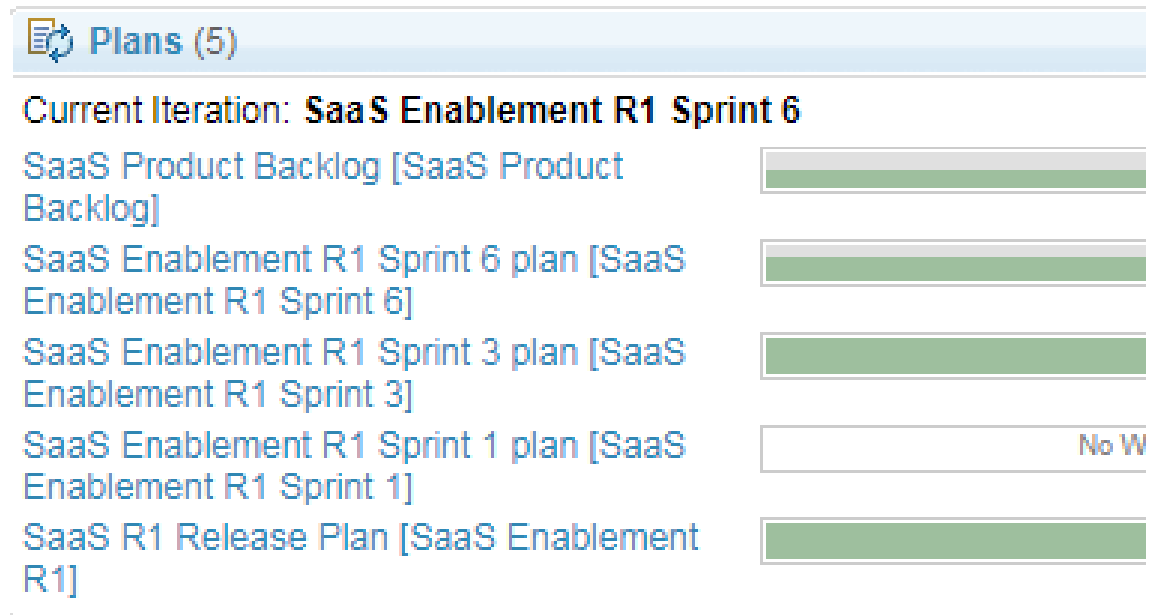 Plans (5)
Current Iteration: SaaS Enablement R1 Sprint 6
SaaS Product Backlog [SaaS Product
Backlog]
SaaS Enablement R1 Sprint 6 plan [SaaS
Enablement R1 Sprint 6]
SaaS Enablement R1 Sprint 3 plan [SaaS
Enablement R1 Sprint 3]
SaaS Enablement R1 Sprint 1 plan [SaaS
Enablement R1 Sprint 1]
No W
SaaS R1 Release Plan [SaaS Enablement
R1]